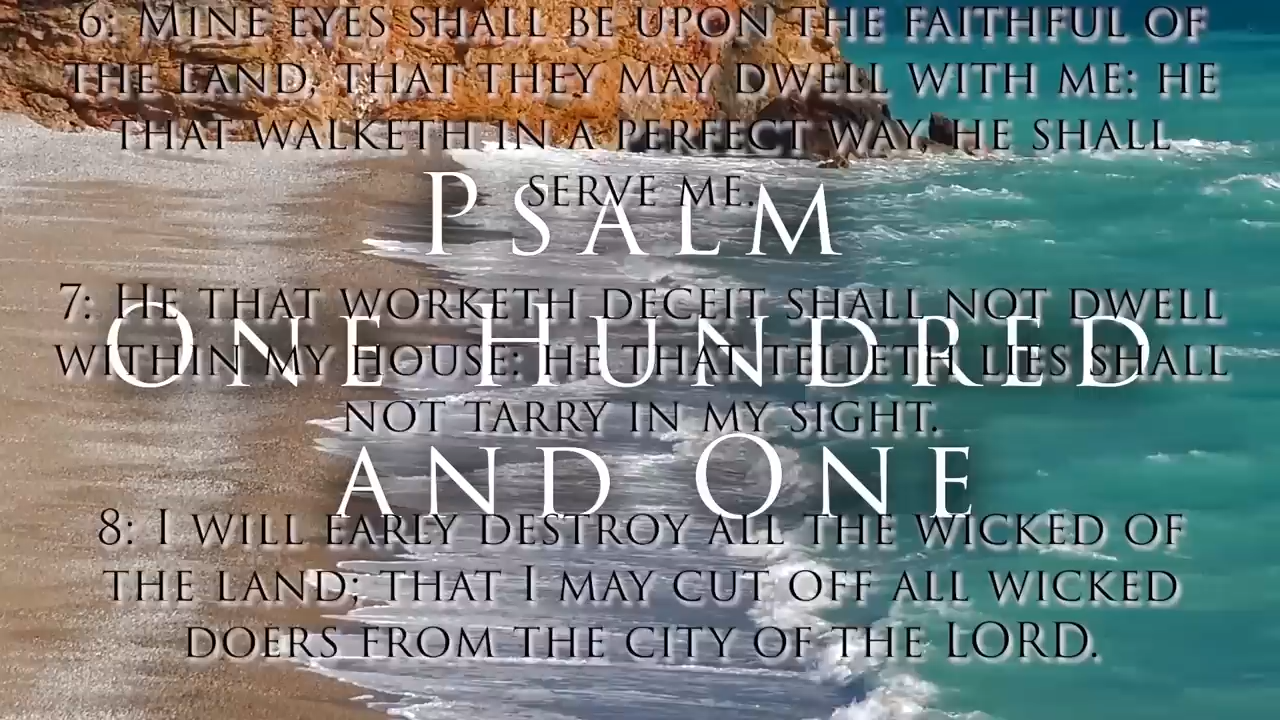 6: Mine eyes shall be upon the faithful of
the land, that they may dwell with me: he
that walketh in a perfect way, he shall
serve me.
Psalm
7: He that worketh deceit shall not dwell
One Hundred
within my house: he that telleth lies shall
not tarry in my sight.
and One
8: I will early destroy all the wicked of
the land; that I may cut off all wicked
doers from the city of the LORD.